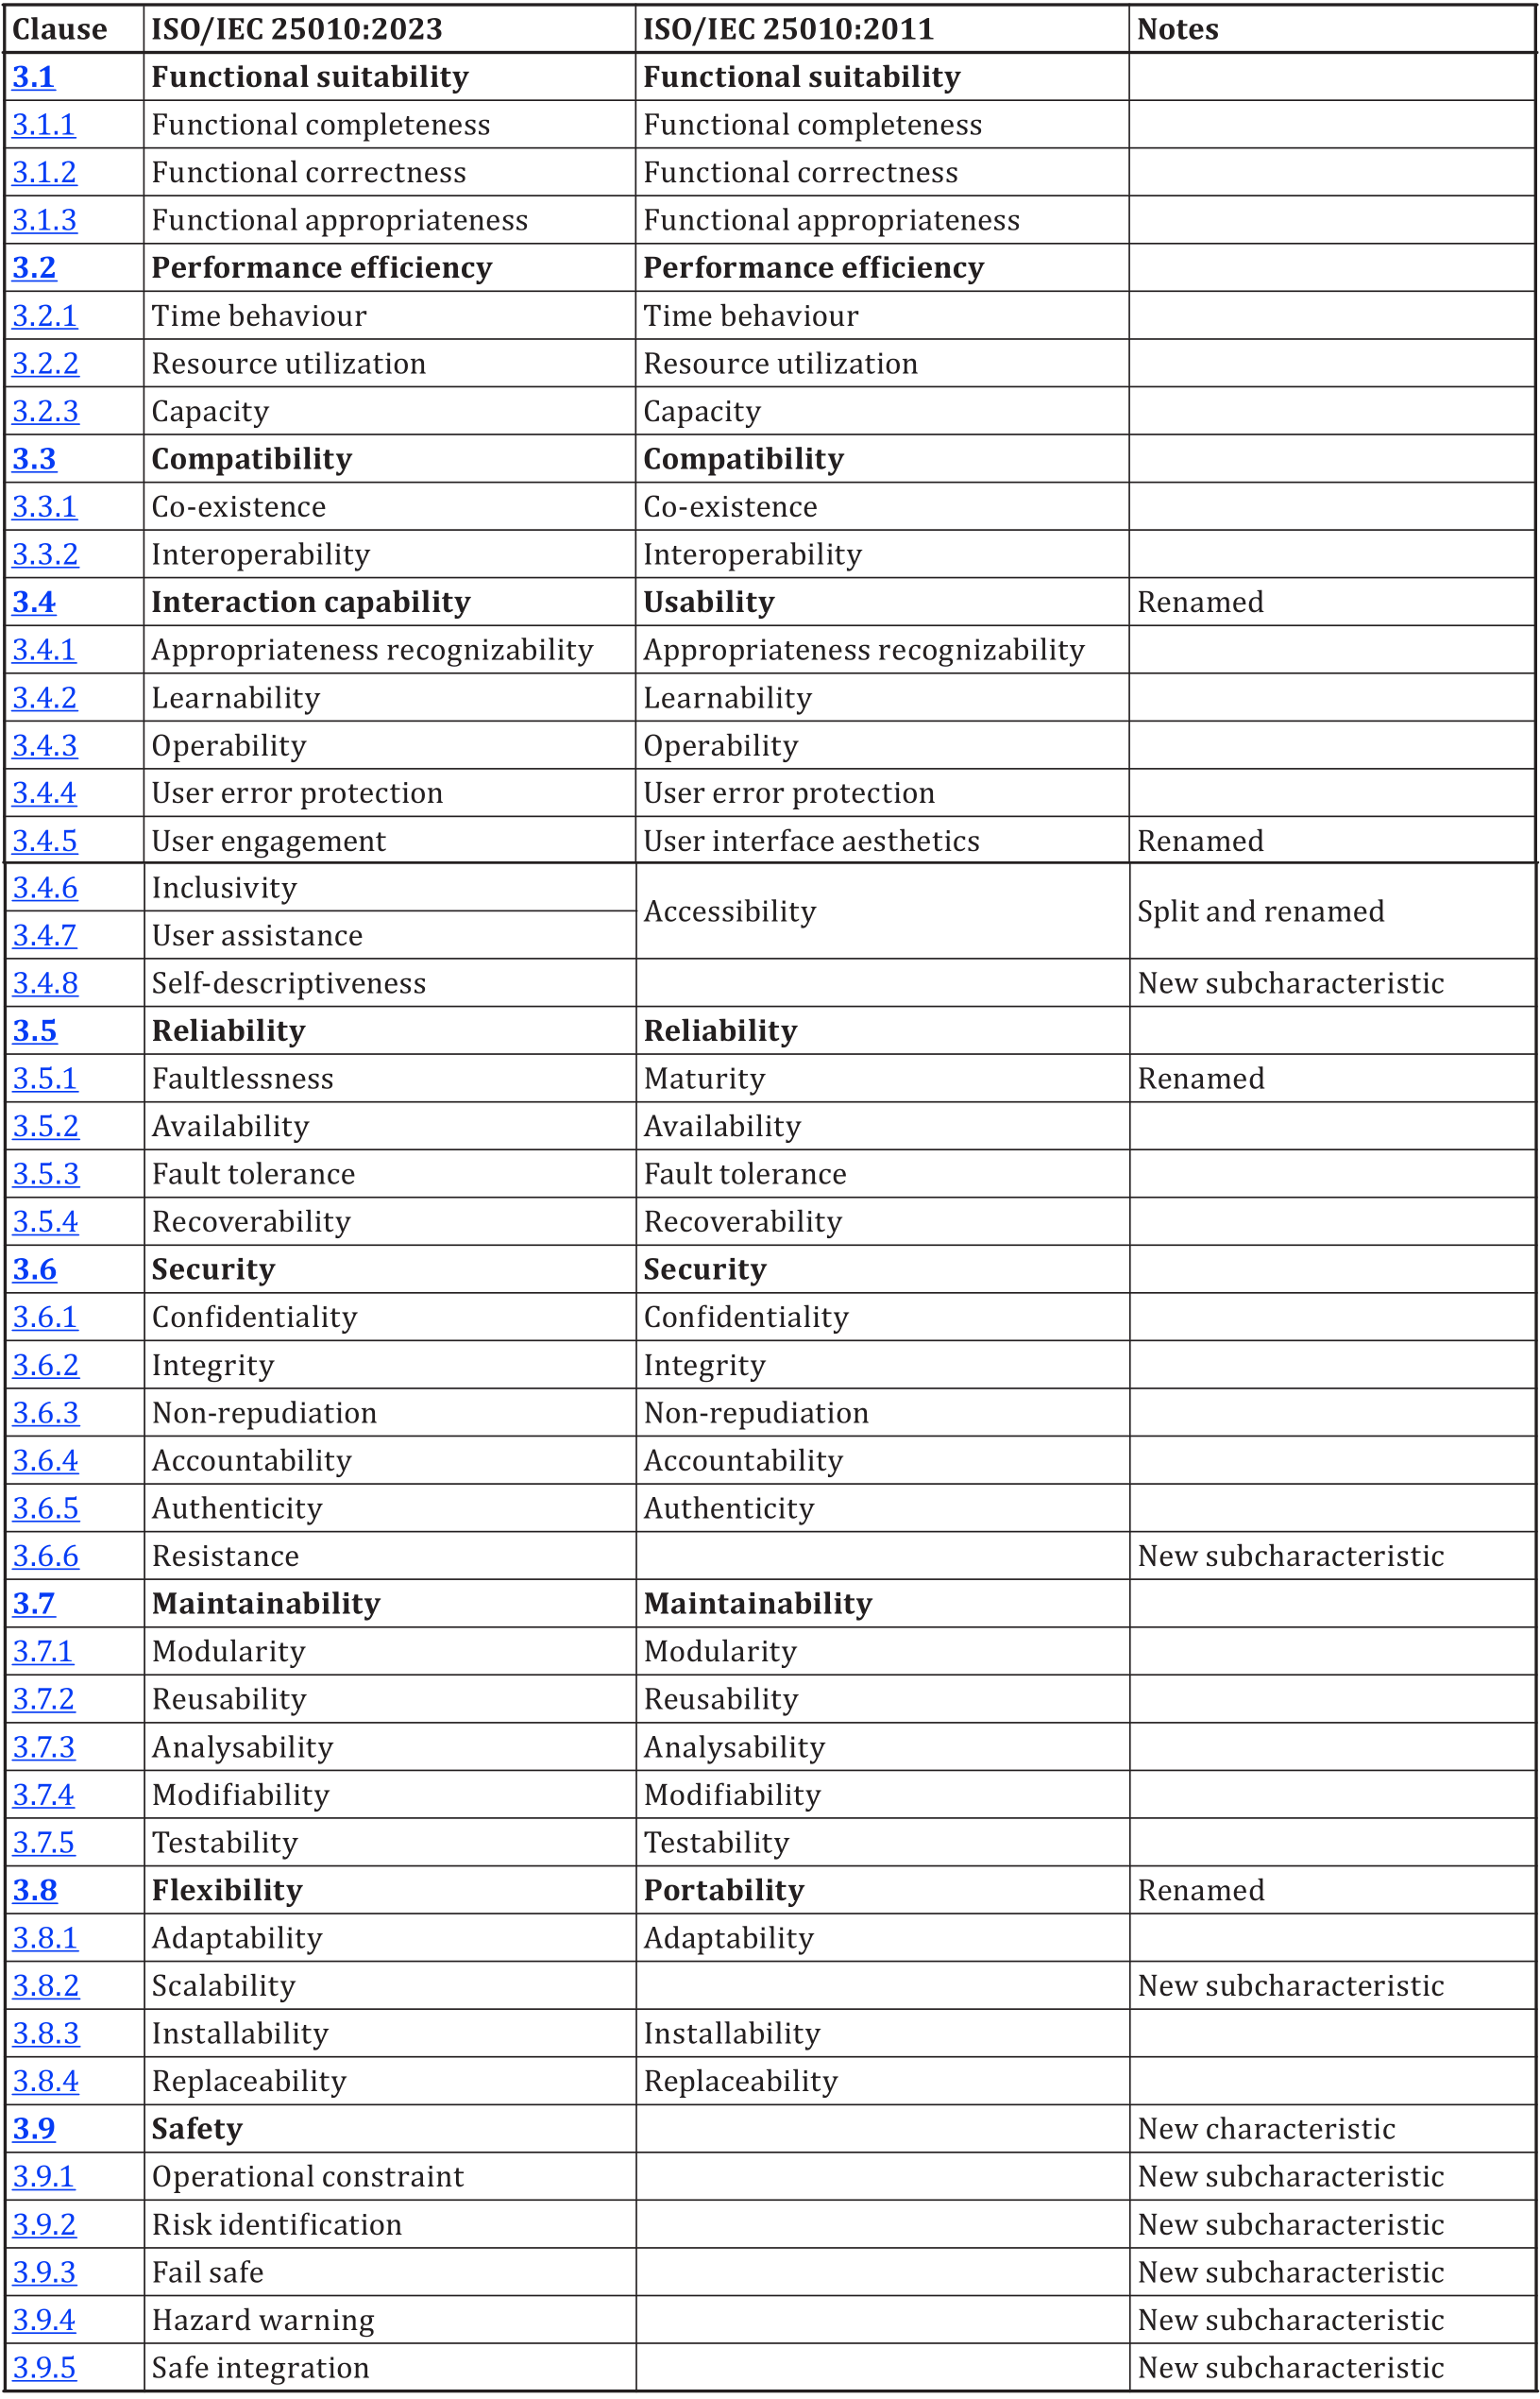 Clause ISO/IEC 25010:2023 ISO/IEC 25010:2011 Notes
3.1 Functional suitability Functional suitability
3.1.1 Functional completeness Functional completeness
3.1.2 Functional correctness Functional correctness
3.1.3 Functional appropriateness Functional appropriateness
3.2 Performance efficiency Performance efficiency
3.2.1 Time behaviour Time behaviour
3.2.2 Resource utilization Resource utilization
3.2.3 Capacity Capacity
3.3 Compatibility Compatibility
3.3.1 Co-existence Co-existence
3.3.2 Interoperability Interoperability
3.4 Interaction capability Usability Renamed
3.4.1 Appropriateness recognizability Appropriateness recognizability
3.4.2 Learnability Learnability
3.4.3 Operability Operability
3.4.4 User error protection User error protection
3.4.5 User engagement User interface aesthetics Renamed
3.4.6 Inclusivity
Accessibility Split and renamed
3.4.7 User assistance
3.4.8 Self-descriptiveness New subcharacteristic
3.5 Reliability Reliability
3.5.1 Faultlessness Maturity Renamed
3.5.2 Availability Availability
3.5.3 Fault tolerance Fault tolerance
3.5.4 Recoverability Recoverability
3.6 Security Security
3.6.1 Confidentiality Confidentiality
3.6.2 Integrity Integrity
3.6.3 Non-repudiation Non-repudiation
3.6.4 Accountability Accountability
3.6.5 Authenticity Authenticity
3.6.6 Resistance New subcharacteristic
3.7 Maintainability Maintainability
3.7.1 Modularity Modularity
3.7.2 Reusability Reusability
3.7.3 Analysability Analysability
3.7.4 Modifiability Modifiability
3.7.5 Testability Testability
3.8 Flexibility Portability Renamed
3.8.1 Adaptability Adaptability
3.8.2 Scalability New subcharacteristic
3.8.3 Installability Installability
3.8.4 Replaceability Replaceability
3.9 Safety New characteristic
3.9.1 Operational constraint New subcharacteristic
3.9.2 Risk identification New subcharacteristic
3.9.3 Fail safe New subcharacteristic
3.9.4 Hazard warning New subcharacteristic
3.9.5 Safe integration New subcharacteristic